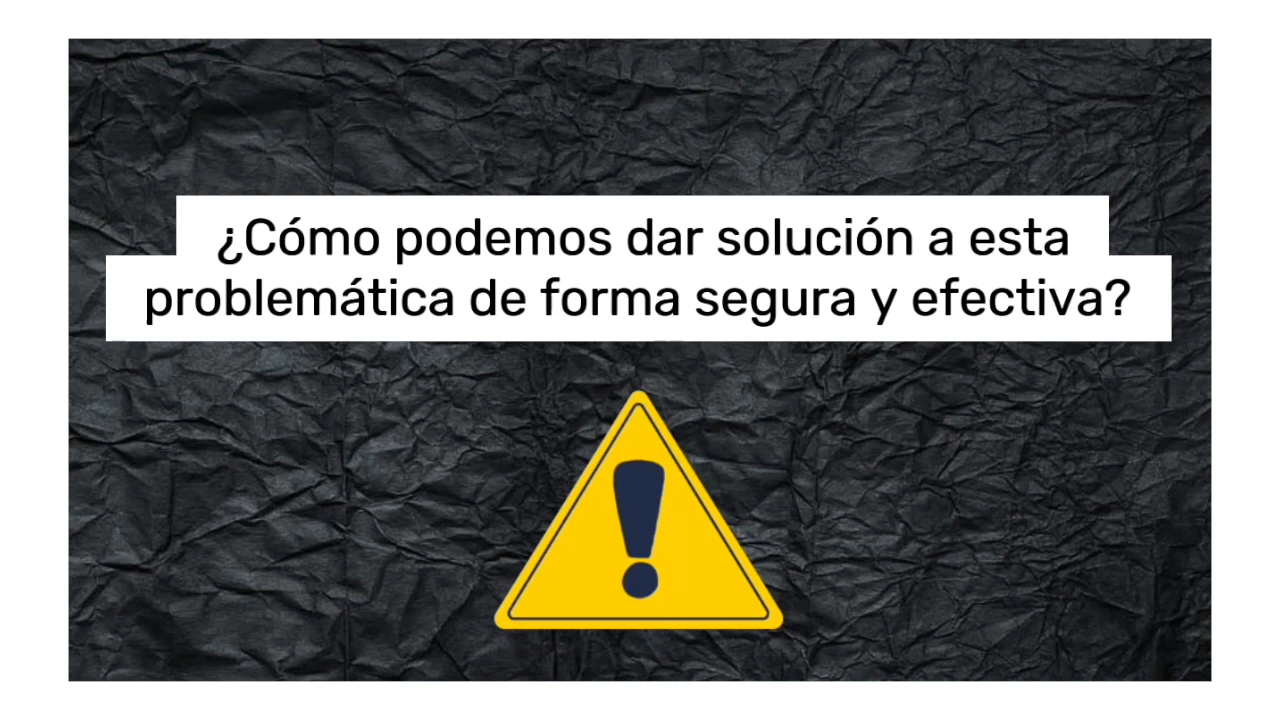 ¿Cómo podemos dar solución a esta
problemática de forma segura y efectiva?